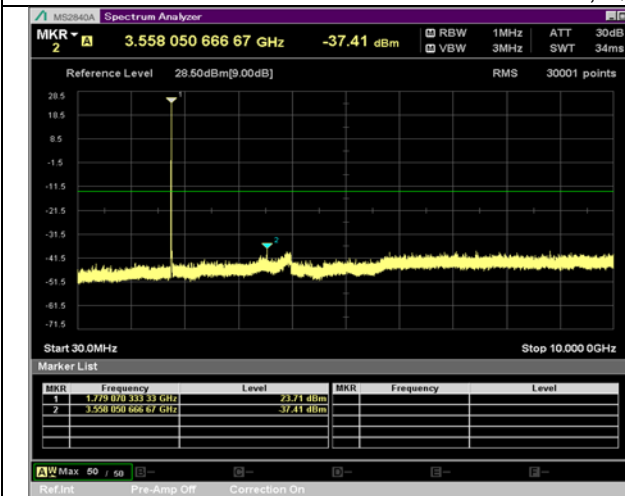 MS2840A Spectrum Analyzer
MKR 2 A 3.558 050 666 67 GHz -37.41 dBm RBW 1MHz ATT 30dB
VBW 3MHz SWT 34ms
Reference Level 28.50dBm[9.00dB] RMS 30001 points
28.5
1
18.5
8.5
-1.5
-11.5
-21.5
-31.5
2
-41.5
-51.5
-61.5
-71.5
Start 30.0MHz Stop 10.000 0GHz
Marker List
MKR Frequency Level MKR Frequency Level
1 1.779 070 333 33 GHz 23.71 dBm
2 3.558 050 666 67 GHz -37.41 dBm
A W Max 50 / 50 B-- C-- D-- E-- F--
Ref.Int Pre-Amp Off Correction On